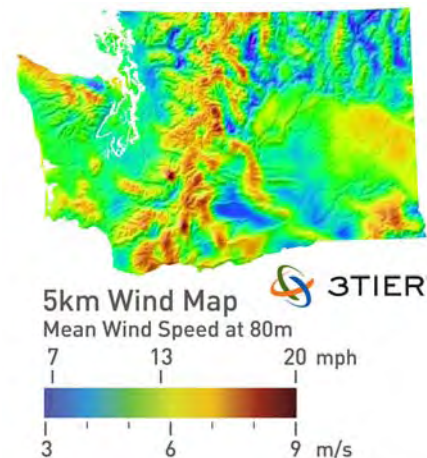 3TIER
5km Wind Map
Mean Wind Speed at 80m
7 13 20 mph
3 6 9 m/s